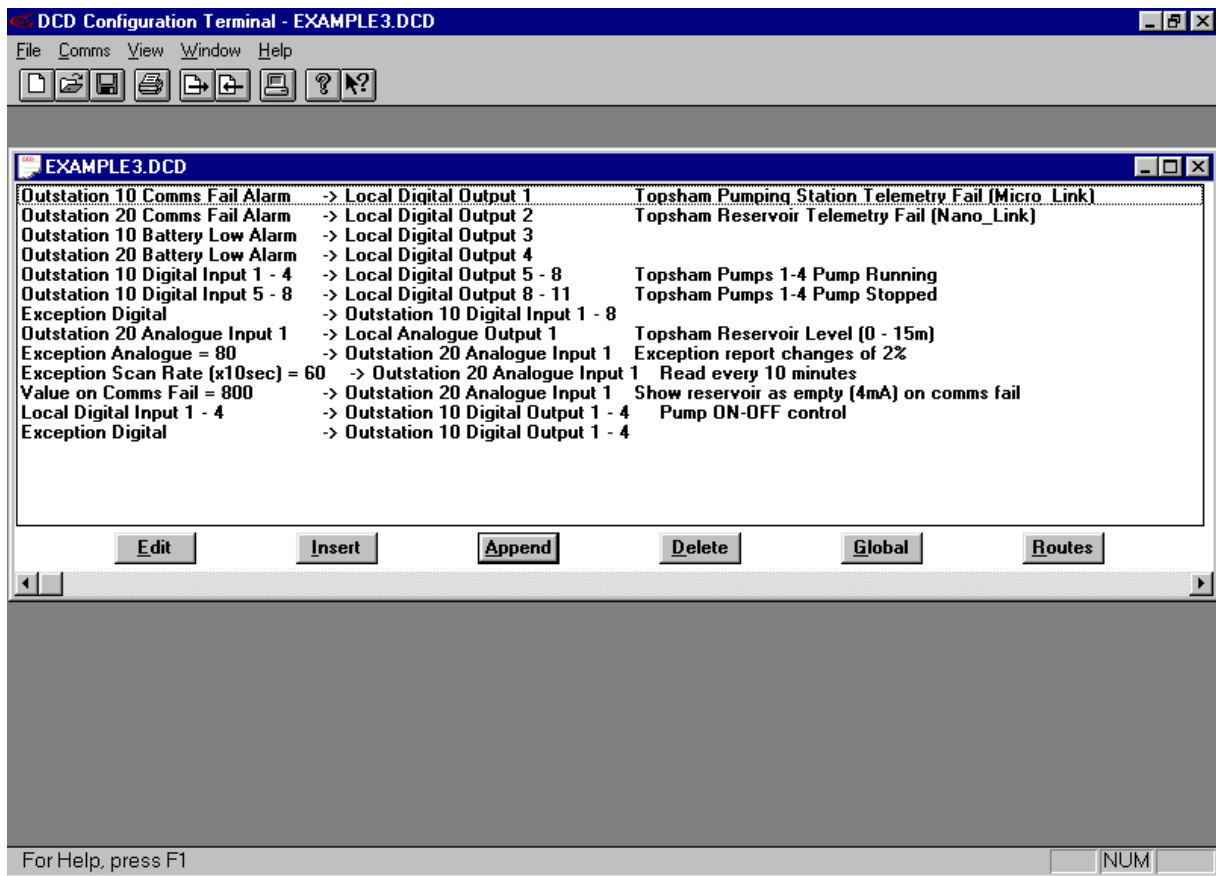 DCD Configuration Terminal - EXAMPLE3.DCD
File Comms View Window Help
EXAMPLE3.DCD
Outstation 10 Comms Fail Alarm -> Local Digital Output 1 Topsham Pumping Station Telemetry Fail (Micro_Link)
Outstation 20 Comms Fail Alarm -> Local Digital Output 2 Topsham Reservoir Telemetry Fail (Nano_Link)
Outstation 10 Battery Low Alarm -> Local Digital Output 3
Outstation 20 Battery Low Alarm -> Local Digital Output 4
Outstation 10 Digital Input 1 - 4 -> Local Digital Output 5 - 8 Topsham Pumps 1-4 Pump Running
Outstation 10 Digital Input 5 - 8 -> Local Digital Output 8 - 11 Topsham Pumps 1-4 Pump Stopped
Exception Digital -> Outstation 10 Digital Input 1 - 8
Outstation 20 Analogue Input 1 -> Local Analogue Output 1 Topsham Reservoir Level (0 - 15m)
Exception Analogue = 80 -> Outstation 20 Analogue Input 1 Exception report changes of 2%
Exception Scan Rate (x10sec) = 60 -> Outstation 20 Analogue Input 1 Read every 10 minutes
Value on Comms Fail = 800 -> Outstation 20 Analogue Input 1 Show reservoir as empty (4mA) on comms fail
Local Digital Input 1 - 4 -> Outstation 10 Digital Output 1 - 4 Pump ON-OFF control
Exception Digital -> Outstation 10 Digital Output 1 - 4
Edit Insert Append Delete Global Routes
For Help, press F1 NUM